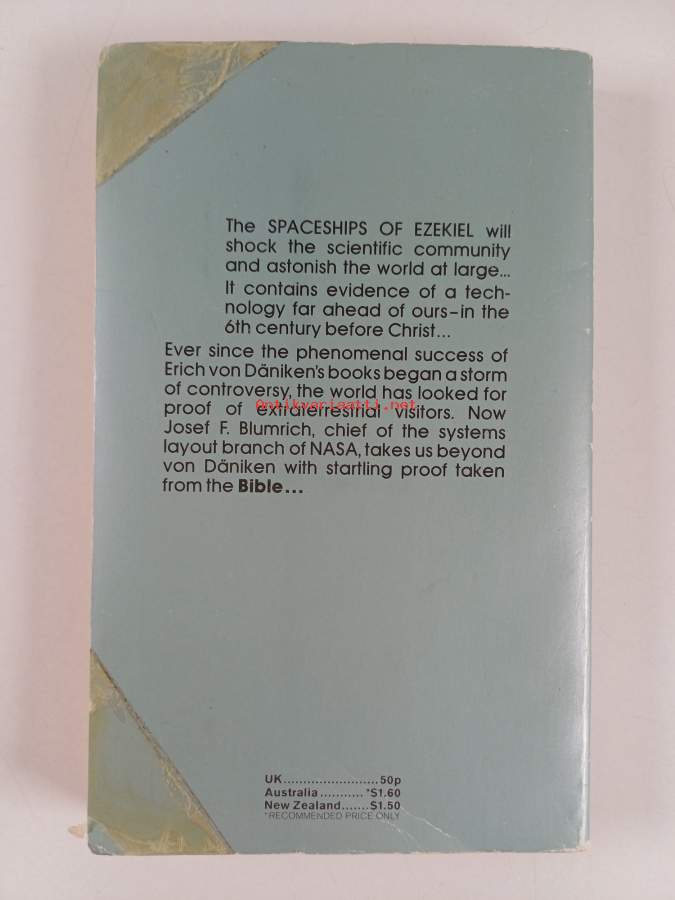 The SPACESHIPS OF EZEKIEL will
shock the scientific community
and astonish the world at large...
It contains evidence of a tech-
nology far ahead of ours–in the
6th century before Christ...
Ever since the phenomenal success of
Erich von Däniken's books began a storm
of controversy, the world has looked for
Antikvariaatti.net
proof of extraterrestrial visitors. Now
Josef F. Blumrich, chief of the systems
layout branch of NASA, takes us beyond
von Däniken with startling proof taken
from the Bible...
UK........................50p
Australia ........... *$1.60
New Zealand.......$1.50
*RECOMMENDED PRICE ONLY